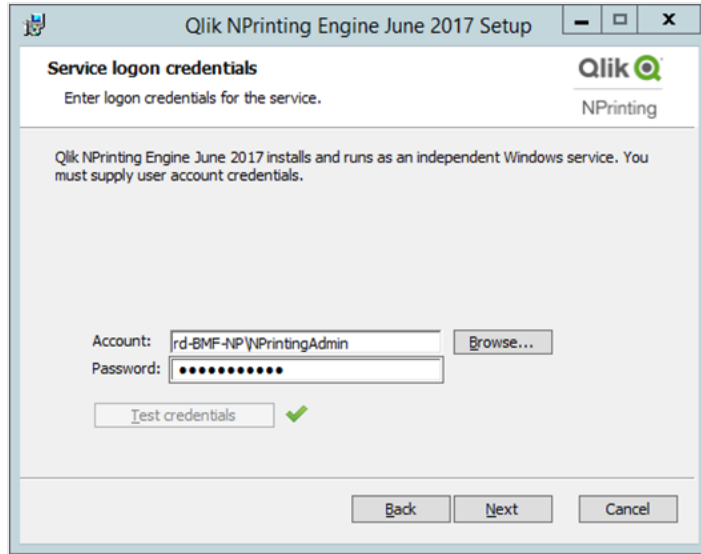 Qlik NPrinting Engine June 2017 Setup
Service logon credentials
Enter logon credentials for the service.
Qlik
NPrinting
Qlik NPrinting Engine June 2017 installs and runs as an independent Windows service. You
must supply user account credentials.
Account: rd-BMF-NP\NPrintingAdmin Browse...
Password: ●●●●●●●●●●●
Test credentials
Back Next Cancel